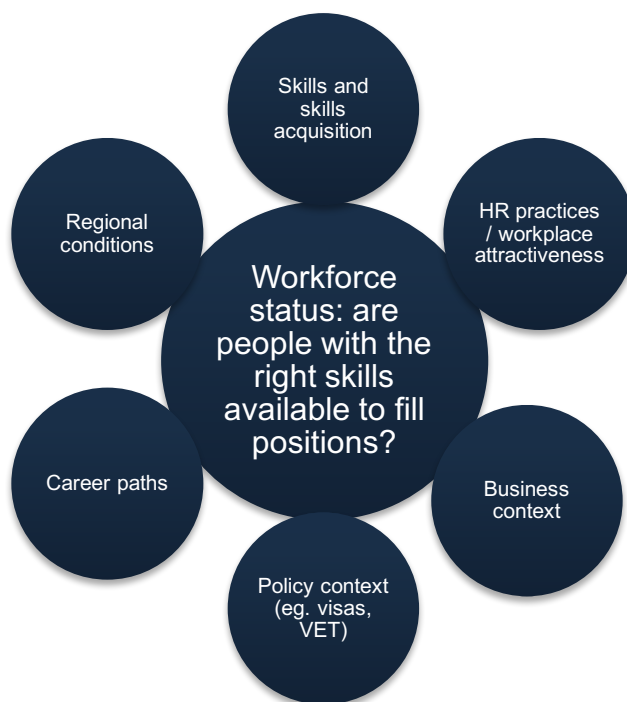 Skills and
skills
acquisition
HR practices
/ workplace
attractiveness
Business
context
Policy context
(eg. visas,
VET)
Career paths
Regional
conditions
Workforce
status: are
people with the
right skills
available to fill
positions?